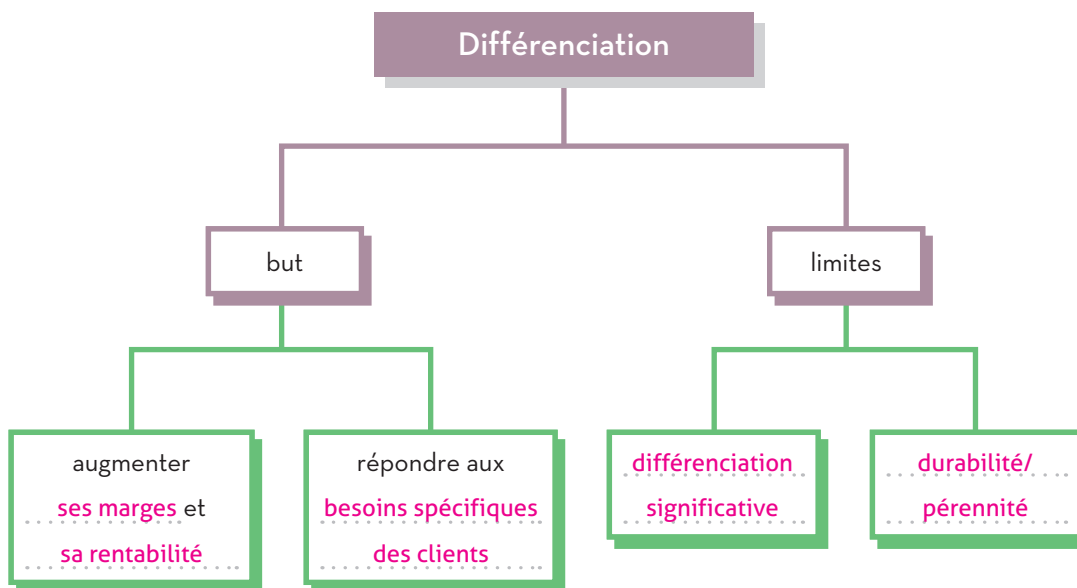 Différenciation
but
limites
augmenter
ses marges et
sa rentabilité
répondre aux
besoins spécifiques
des clients
différenciation
significative
durabilité/
pérennité